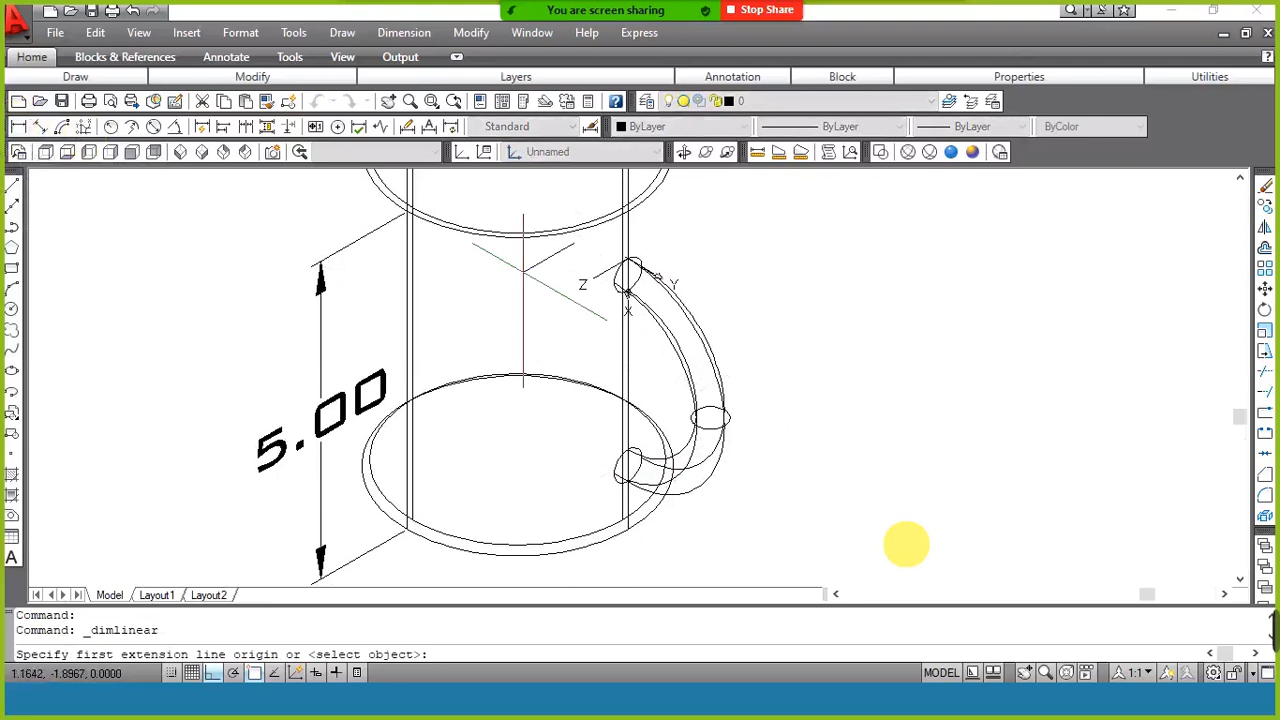 You are screen sharing
Stop Share
File Edit View Insert Format Tools Draw Dimension Modify Window Help Express
Home Blocks & References Annotate Tools View Output
Draw Modify Layers Annotation Block Properties Utilities
0
Standard ByLayer ByLayer ByLayer ByColor
Unnamed
Z Y
X
5.00
Model Layout1 Layout2
Command:
Command: _dimlinear
Specify first extension line origin or <select object>:
1.1642, -1.8967, 0.0000 MODEL 1:1